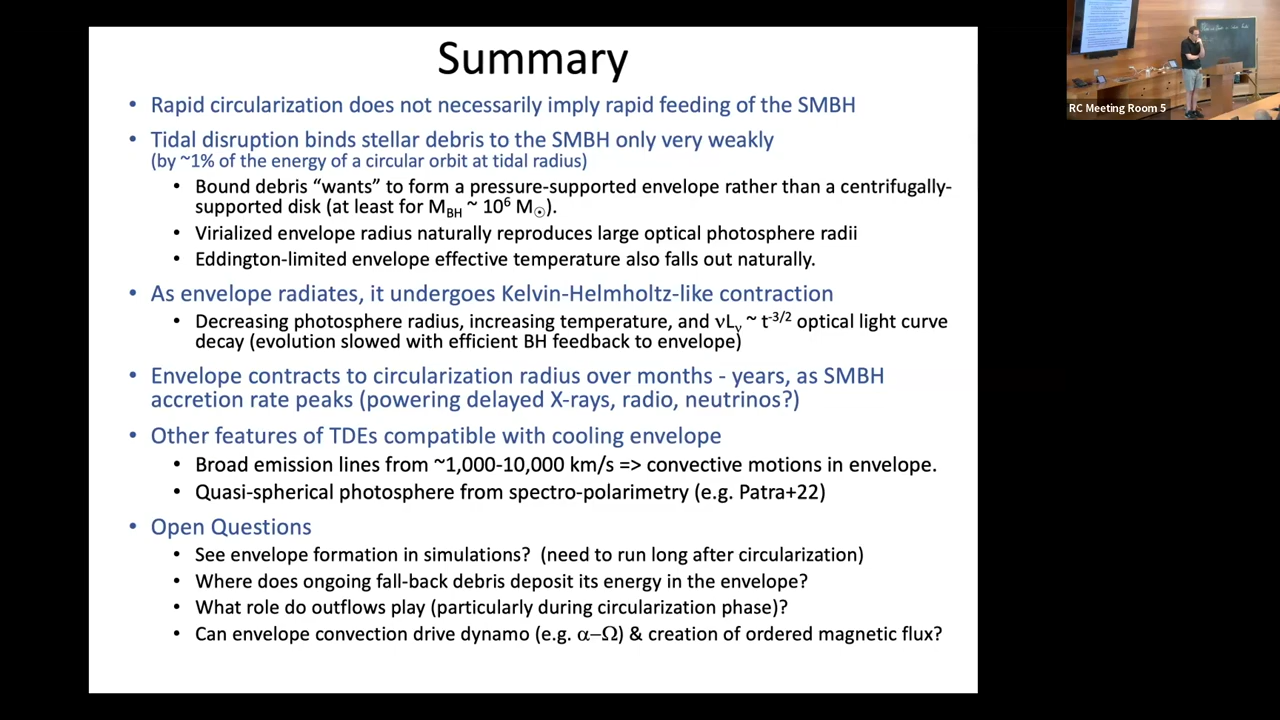 Summary
• Rapid circularization does not necessarily imply rapid feeding of the SMBH
• Tidal disruption binds stellar debris to the SMBH only very weakly
(by ~1% of the energy of a circular orbit at tidal radius)
• Bound debris “wants” to form a pressure-supported envelope rather than a centrifugally-
supported disk (at least for M_BH ~ 10⁶ M_☉).
• Virialized envelope radius naturally reproduces large optical photosphere radii
• Eddington-limited envelope effective temperature also falls out naturally.
• As envelope radiates, it undergoes Kelvin-Helmholtz-like contraction
• Decreasing photosphere radius, increasing temperature, and νL_ν ~ t^-3/2 optical light curve
decay (evolution slowed with efficient BH feedback to envelope)
• Envelope contracts to circularization radius over months - years, as SMBH
accretion rate peaks (powering delayed X-rays, radio, neutrinos?)
• Other features of TDEs compatible with cooling envelope
• Broad emission lines from ~1,000-10,000 km/s => convective motions in envelope.
• Quasi-spherical photosphere from spectro-polarimetry (e.g. Patra+22)
• Open Questions
• See envelope formation in simulations?  (need to run long after circularization)
• Where does ongoing fall-back debris deposit its energy in the envelope?
• What role do outflows play (particularly during circularization phase)?
• Can envelope convection drive dynamo (e.g. α–Ω) & creation of ordered magnetic flux?
RC Meeting Room 5